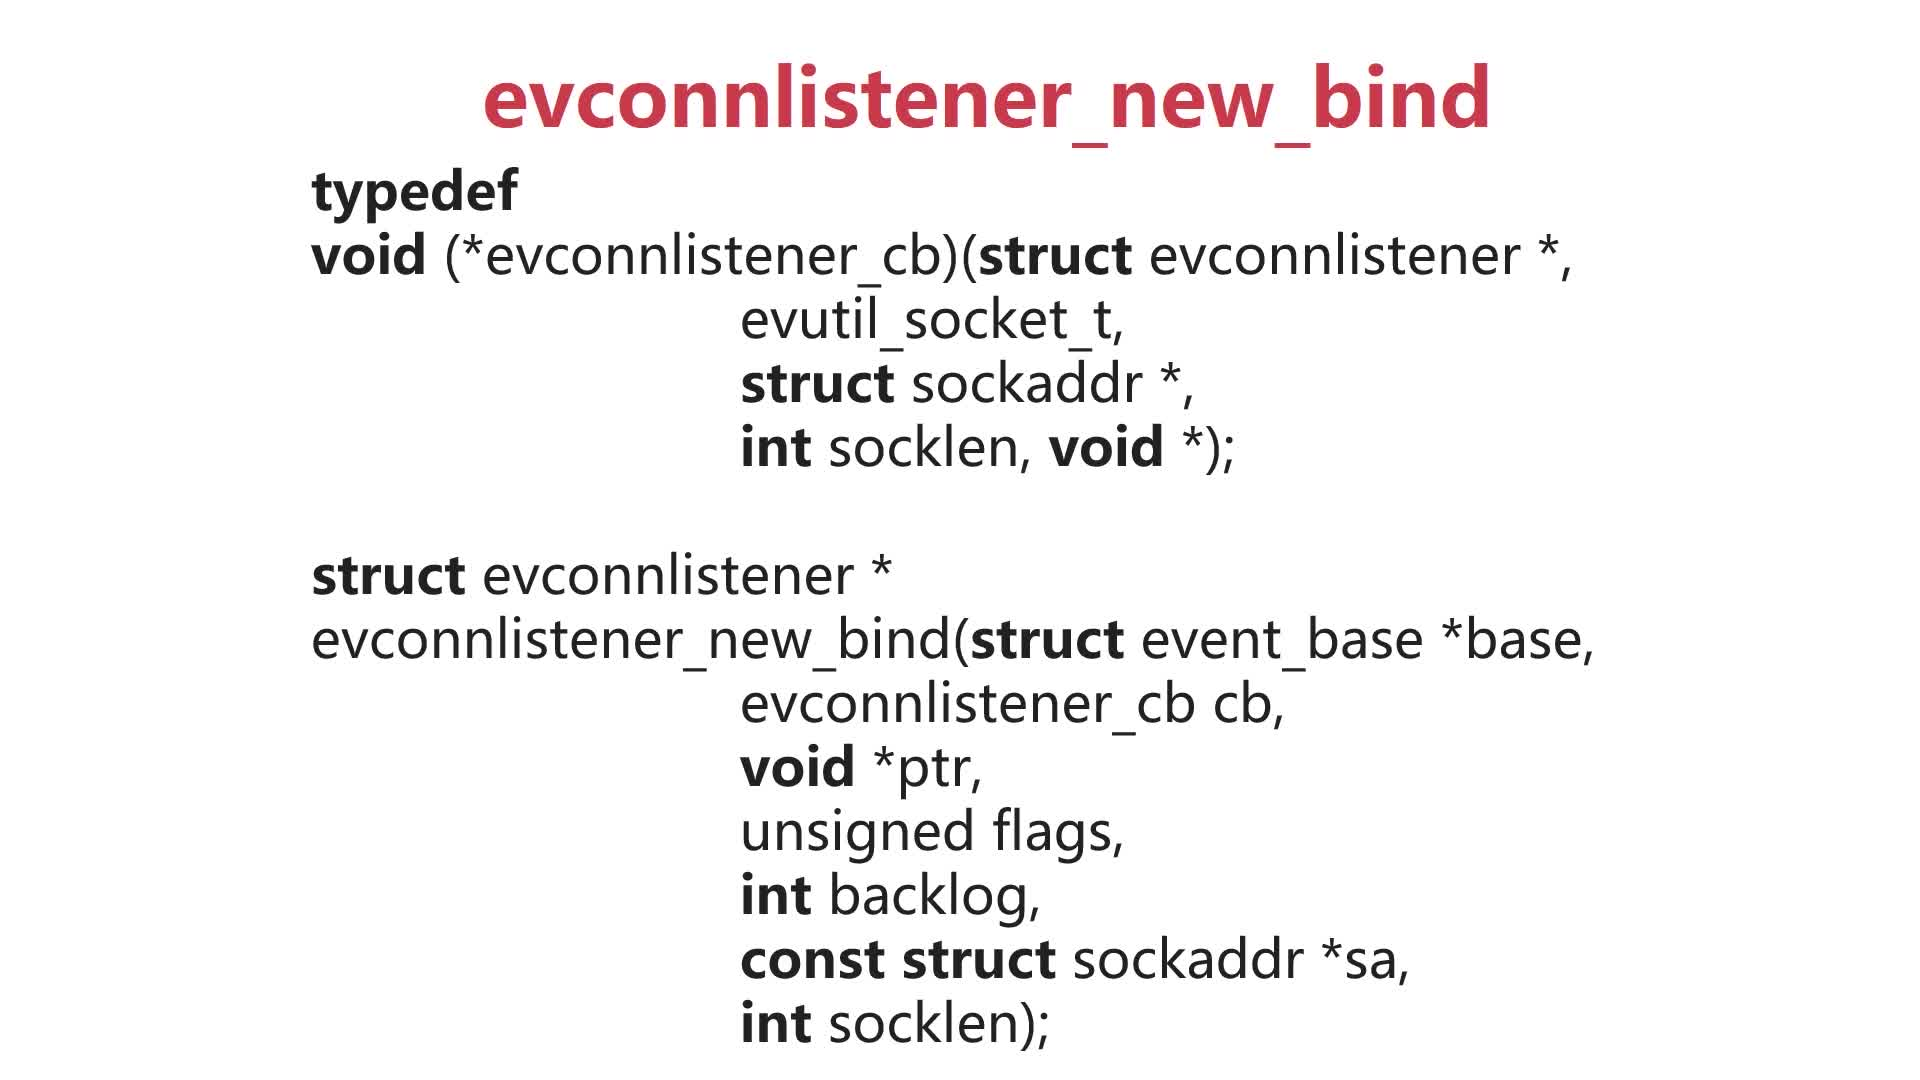 evconnlistener_new_bind
typedef
void (*evconnlistener_cb)(struct evconnlistener *,
evutil_socket_t,
struct sockaddr *,
int socklen, void *);
struct evconnlistener *
evconnlistener_new_bind(struct event_base *base,
evconnlistener_cb cb,
void *ptr,
unsigned flags,
int backlog,
const struct sockaddr *sa,
int socklen);